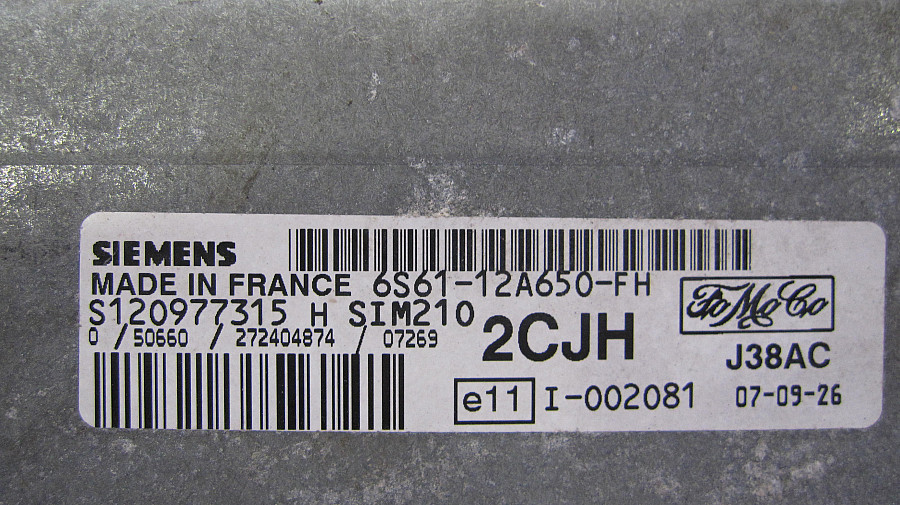 SIEMENS
MADE IN FRANCE 6S61-12A650-FH
S120977315 H SIM210
0 / 50660 / 272404874 / 07269
2CJH
FoMoCo
J38AC
e11 I-002081 07-09-26